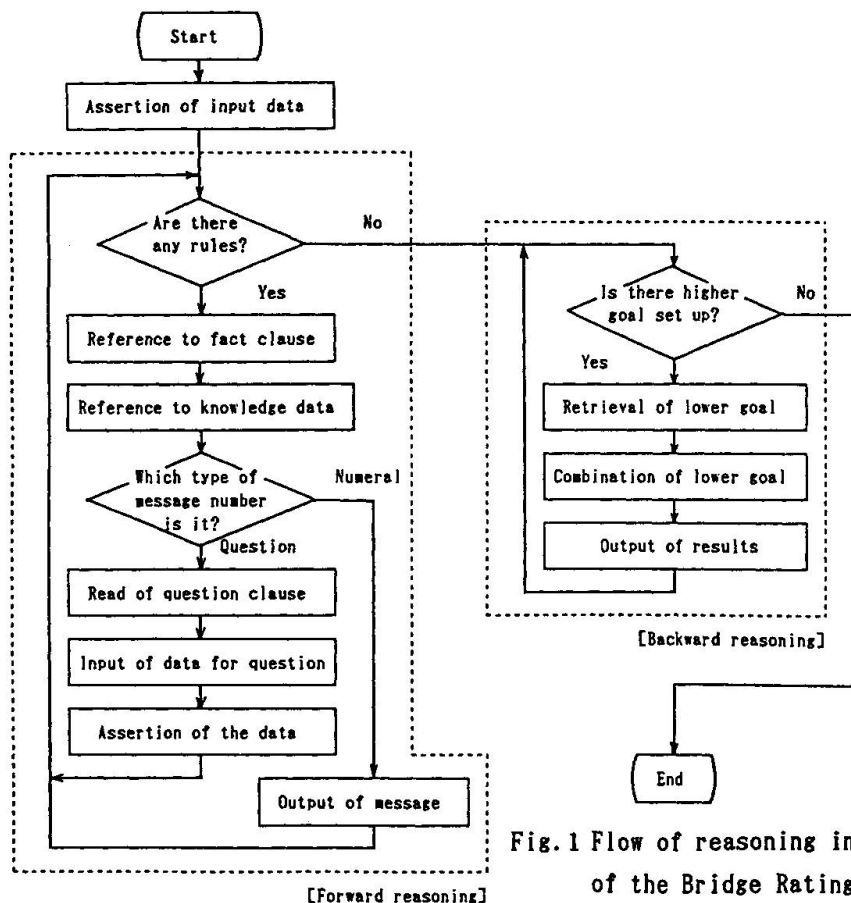 Start
Assertion of input data
Are there
any rules?
No
Yes
Reference to fact clause
Reference to knowledge data
Which type of
message number
is it?
Numeral
Question
Read of question clause
Input of data for question
Assertion of the data
Output of message
[Forward reasoning]
Is there higher
goal set up?
No
Yes
Retrieval of lower goal
Combination of lower goal
Output of results
[Backward reasoning]
End
Fig.1 Flow of reasoning in
of the Bridge Rating